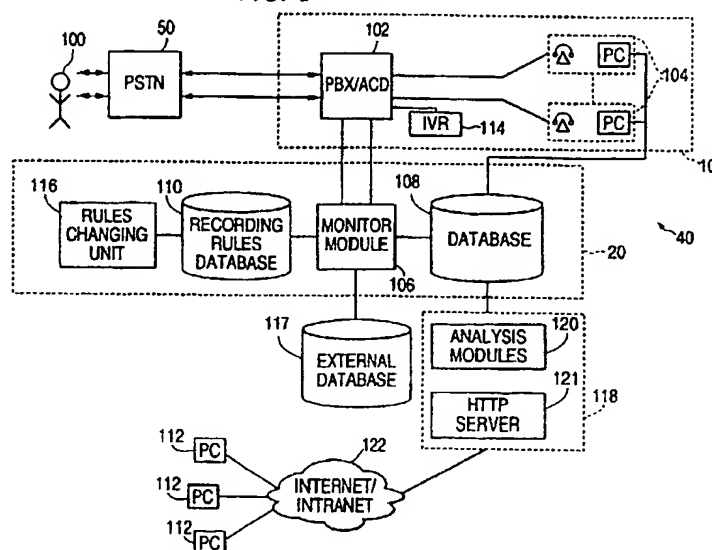 100
50
PSTN
102
PBX/ACD
IVR
114
PC
PC
104
10
116
RULES
CHANGING
UNIT
110
RECORDING
RULES
DATABASE
MONITOR
MODULE
106
108
DATABASE
20
40
117
EXTERNAL
DATABASE
ANALYSIS
MODULES
120
HTTP
SERVER
121
118
112
PC
112
PC
112
PC
122
INTERNET/
INTRANET